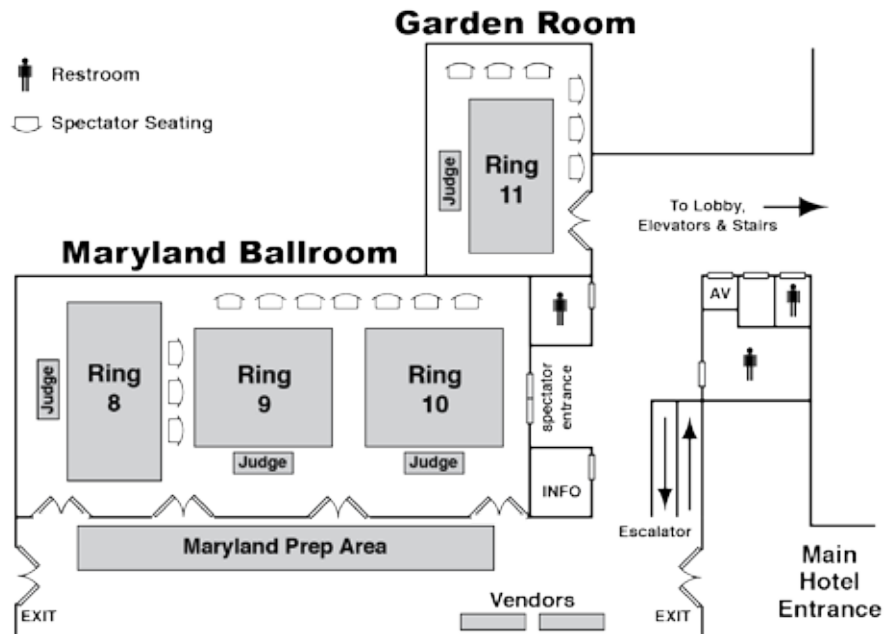 Garden Room
Restroom
Spectator Seating
Judge
Ring
11
To Lobby,
Elevators & Stairs
Maryland Ballroom
AV
Judge
Ring
8
Ring
9
Ring
10
spectator
entrance
Judge
Judge
INFO
Escalator
Maryland Prep Area
Main
Hotel
Entrance
Vendors
EXIT
EXIT